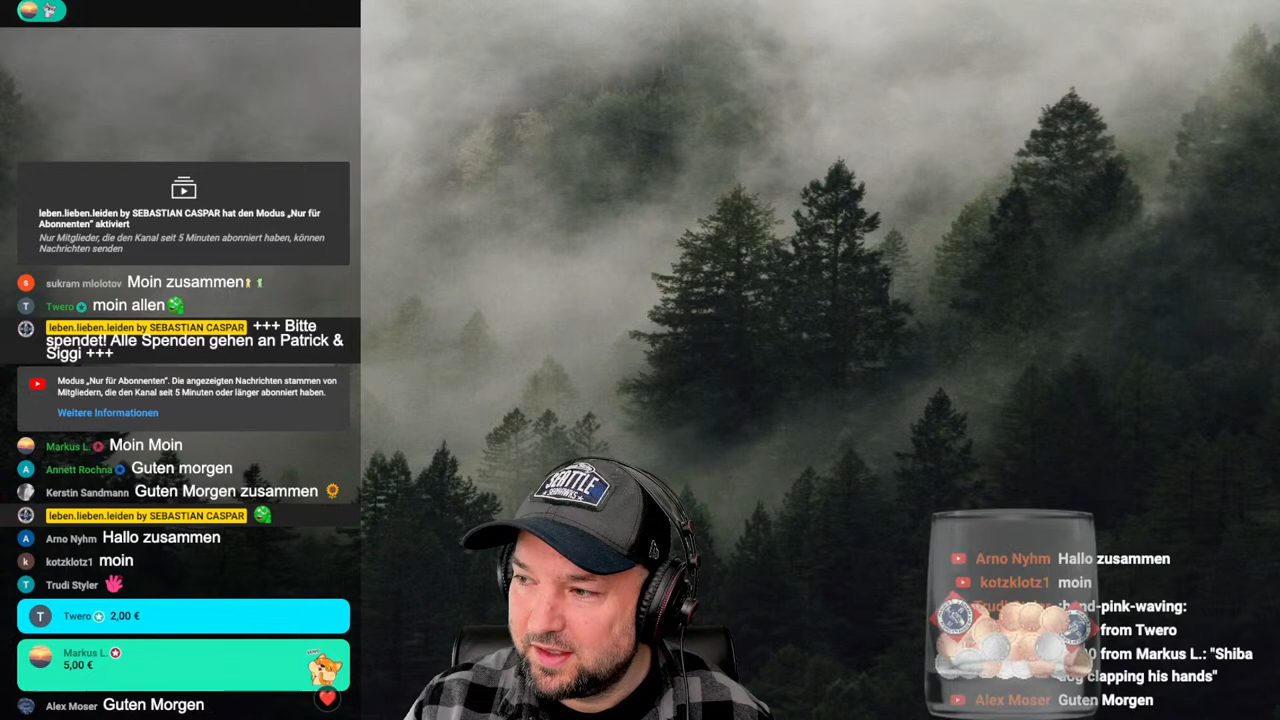 leben.lieben.leiden by SEBASTIAN CASPAR hat den Modus „Nur für
Abonnenten“ aktiviert
Nur Mitglieder, die den Kanal seit 5 Minuten abonniert haben, können
Nachrichten senden
sukram mlolotov Moin zusammen
Twero moin allen
leben.lieben.leiden by SEBASTIAN CASPAR +++ Bitte
spendet! Alle Spenden gehen an Patrick &
Siggi +++
Modus „Nur für Abonnenten“. Die angezeigten Nachrichten stammen von
Mitgliedern, die den Kanal seit 5 Minuten oder länger abonniert haben.
Weitere Informationen
Markus L. Moin Moin
Annett Rochna Guten morgen
Kerstin Sandmann Guten Morgen zusammen
leben.lieben.leiden by SEBASTIAN CASPAR
Arno Nyhm Hallo zusammen
kotzklotz1 moin
Trudi Styler
Twero 2,00 €
Markus L.
5,00 €
Alex Moser Guten Morgen
SEATTLE
SEAHAWKS
Arno Nyhm Hallo zusammen
kotzklotz1 moin
-pink-waving:
from Twero
from Markus L.: "Shiba
clapping his hands"
Alex Moser Guten Morgen